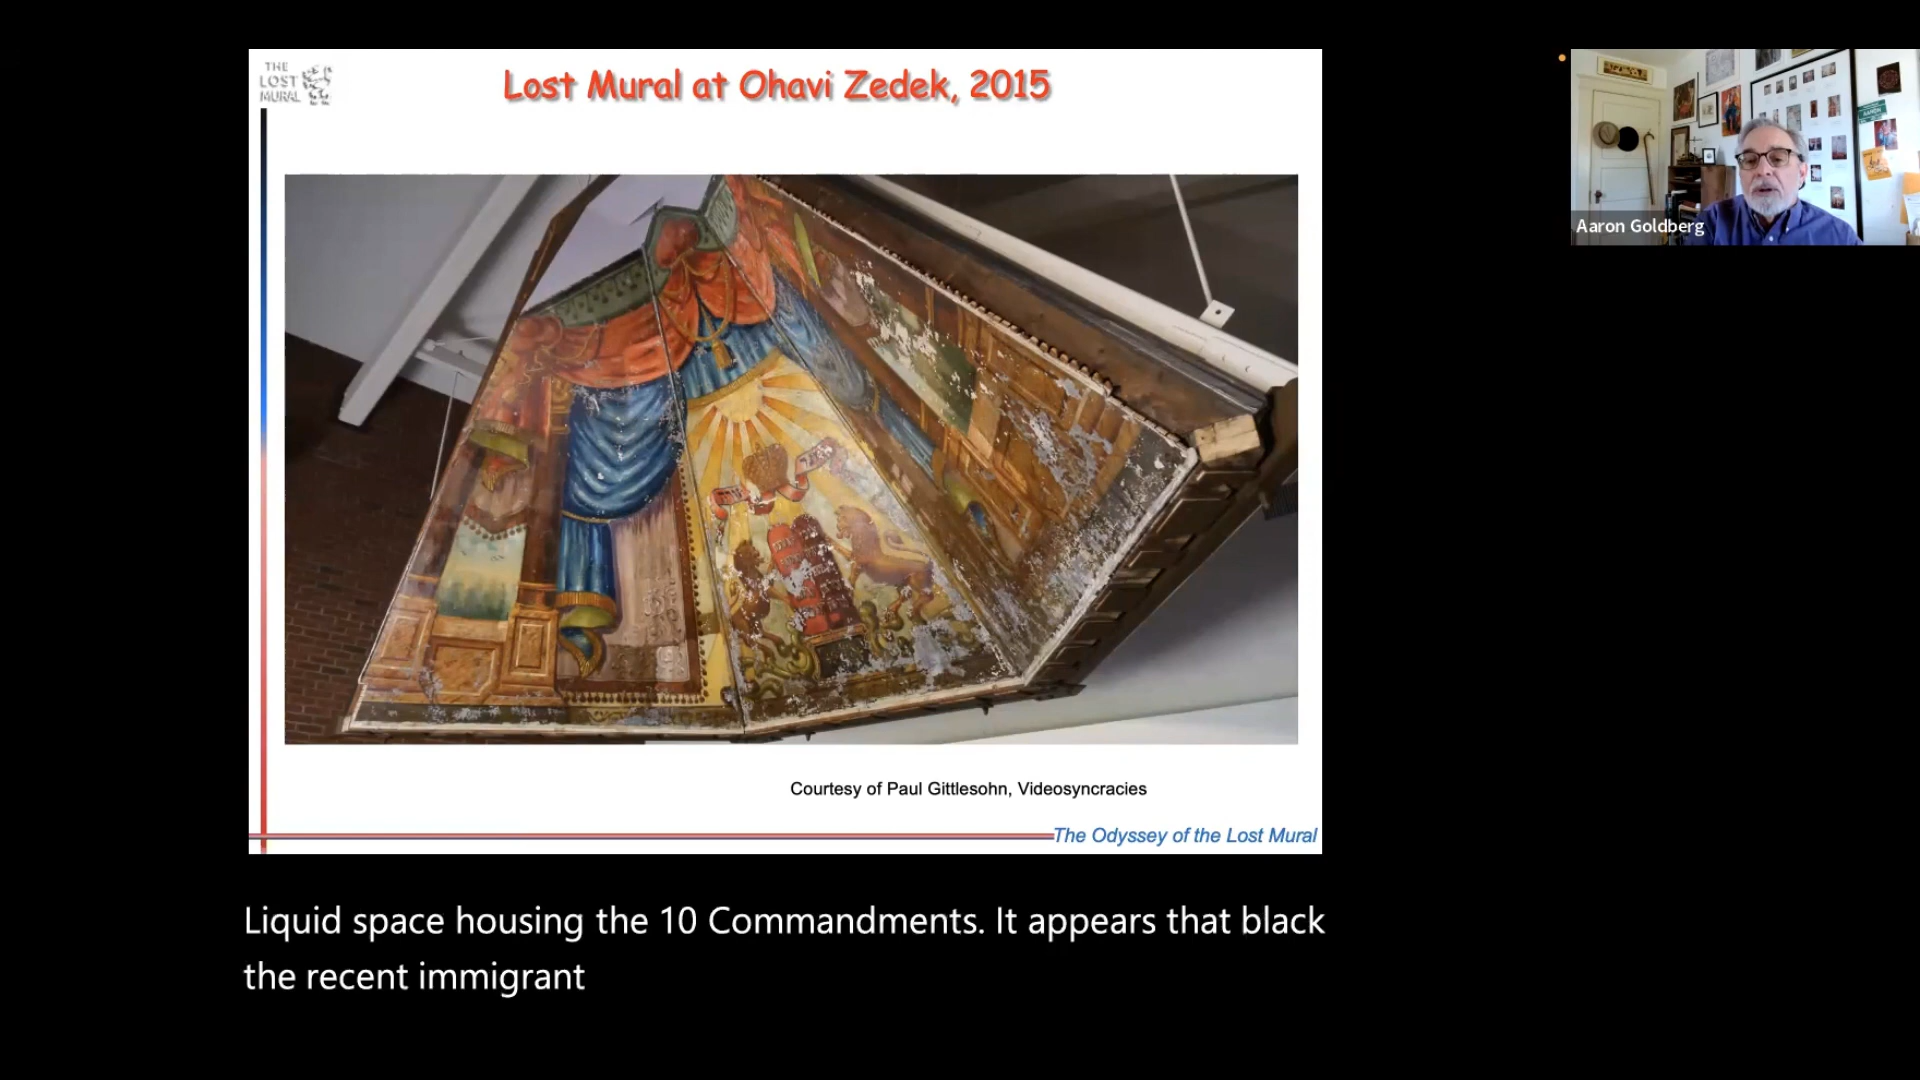 THE
LOST
MURAL
Lost Mural at Ohavi Zedek, 2015
Aaron Goldberg
Courtesy of Paul Gittlesohn, Videosyncracies
The Odyssey of the Lost Mural
Liquid space housing the 10 Commandments. It appears that black
the recent immigrant